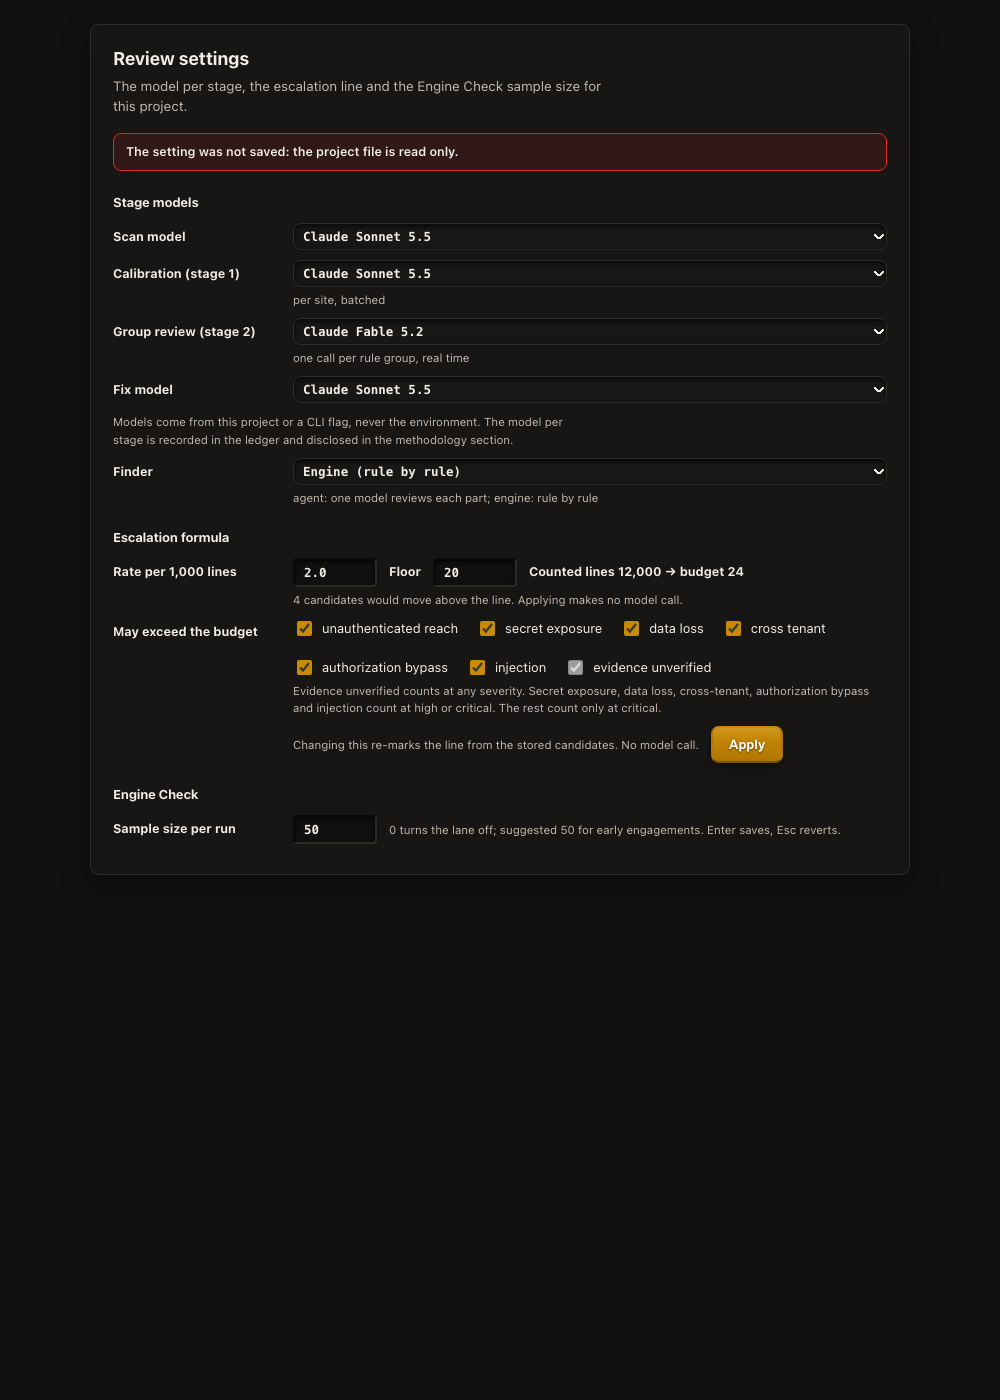 Review settings
The model per stage, the escalation line and the Engine Check sample size for
this project.
The setting was not saved: the project file is read only.
Stage models
Scan model
Claude Sonnet 5.5
Calibration (stage 1)
Claude Sonnet 5.5
per site, batched
Group review (stage 2)
Claude Fable 5.2
one call per rule group, real time
Fix model
Claude Sonnet 5.5
Models come from this project or a CLI flag, never the environment. The model per
stage is recorded in the ledger and disclosed in the methodology section.
Finder
Engine (rule by rule)
agent: one model reviews each part; engine: rule by rule
Escalation formula
Rate per 1,000 lines
2.0
Floor
20
Counted lines 12,000 → budget 24
4 candidates would move above the line. Applying makes no model call.
May exceed the budget
unauthenticated reach
secret exposure
data loss
cross tenant
authorization bypass
injection
evidence unverified
Evidence unverified counts at any severity. Secret exposure, data loss, cross-tenant, authorization bypass
and injection count at high or critical. The rest count only at critical.
Changing this re-marks the line from the stored candidates. No model call.
Apply
Engine Check
Sample size per run
50
0 turns the lane off; suggested 50 for early engagements. Enter saves, Esc reverts.